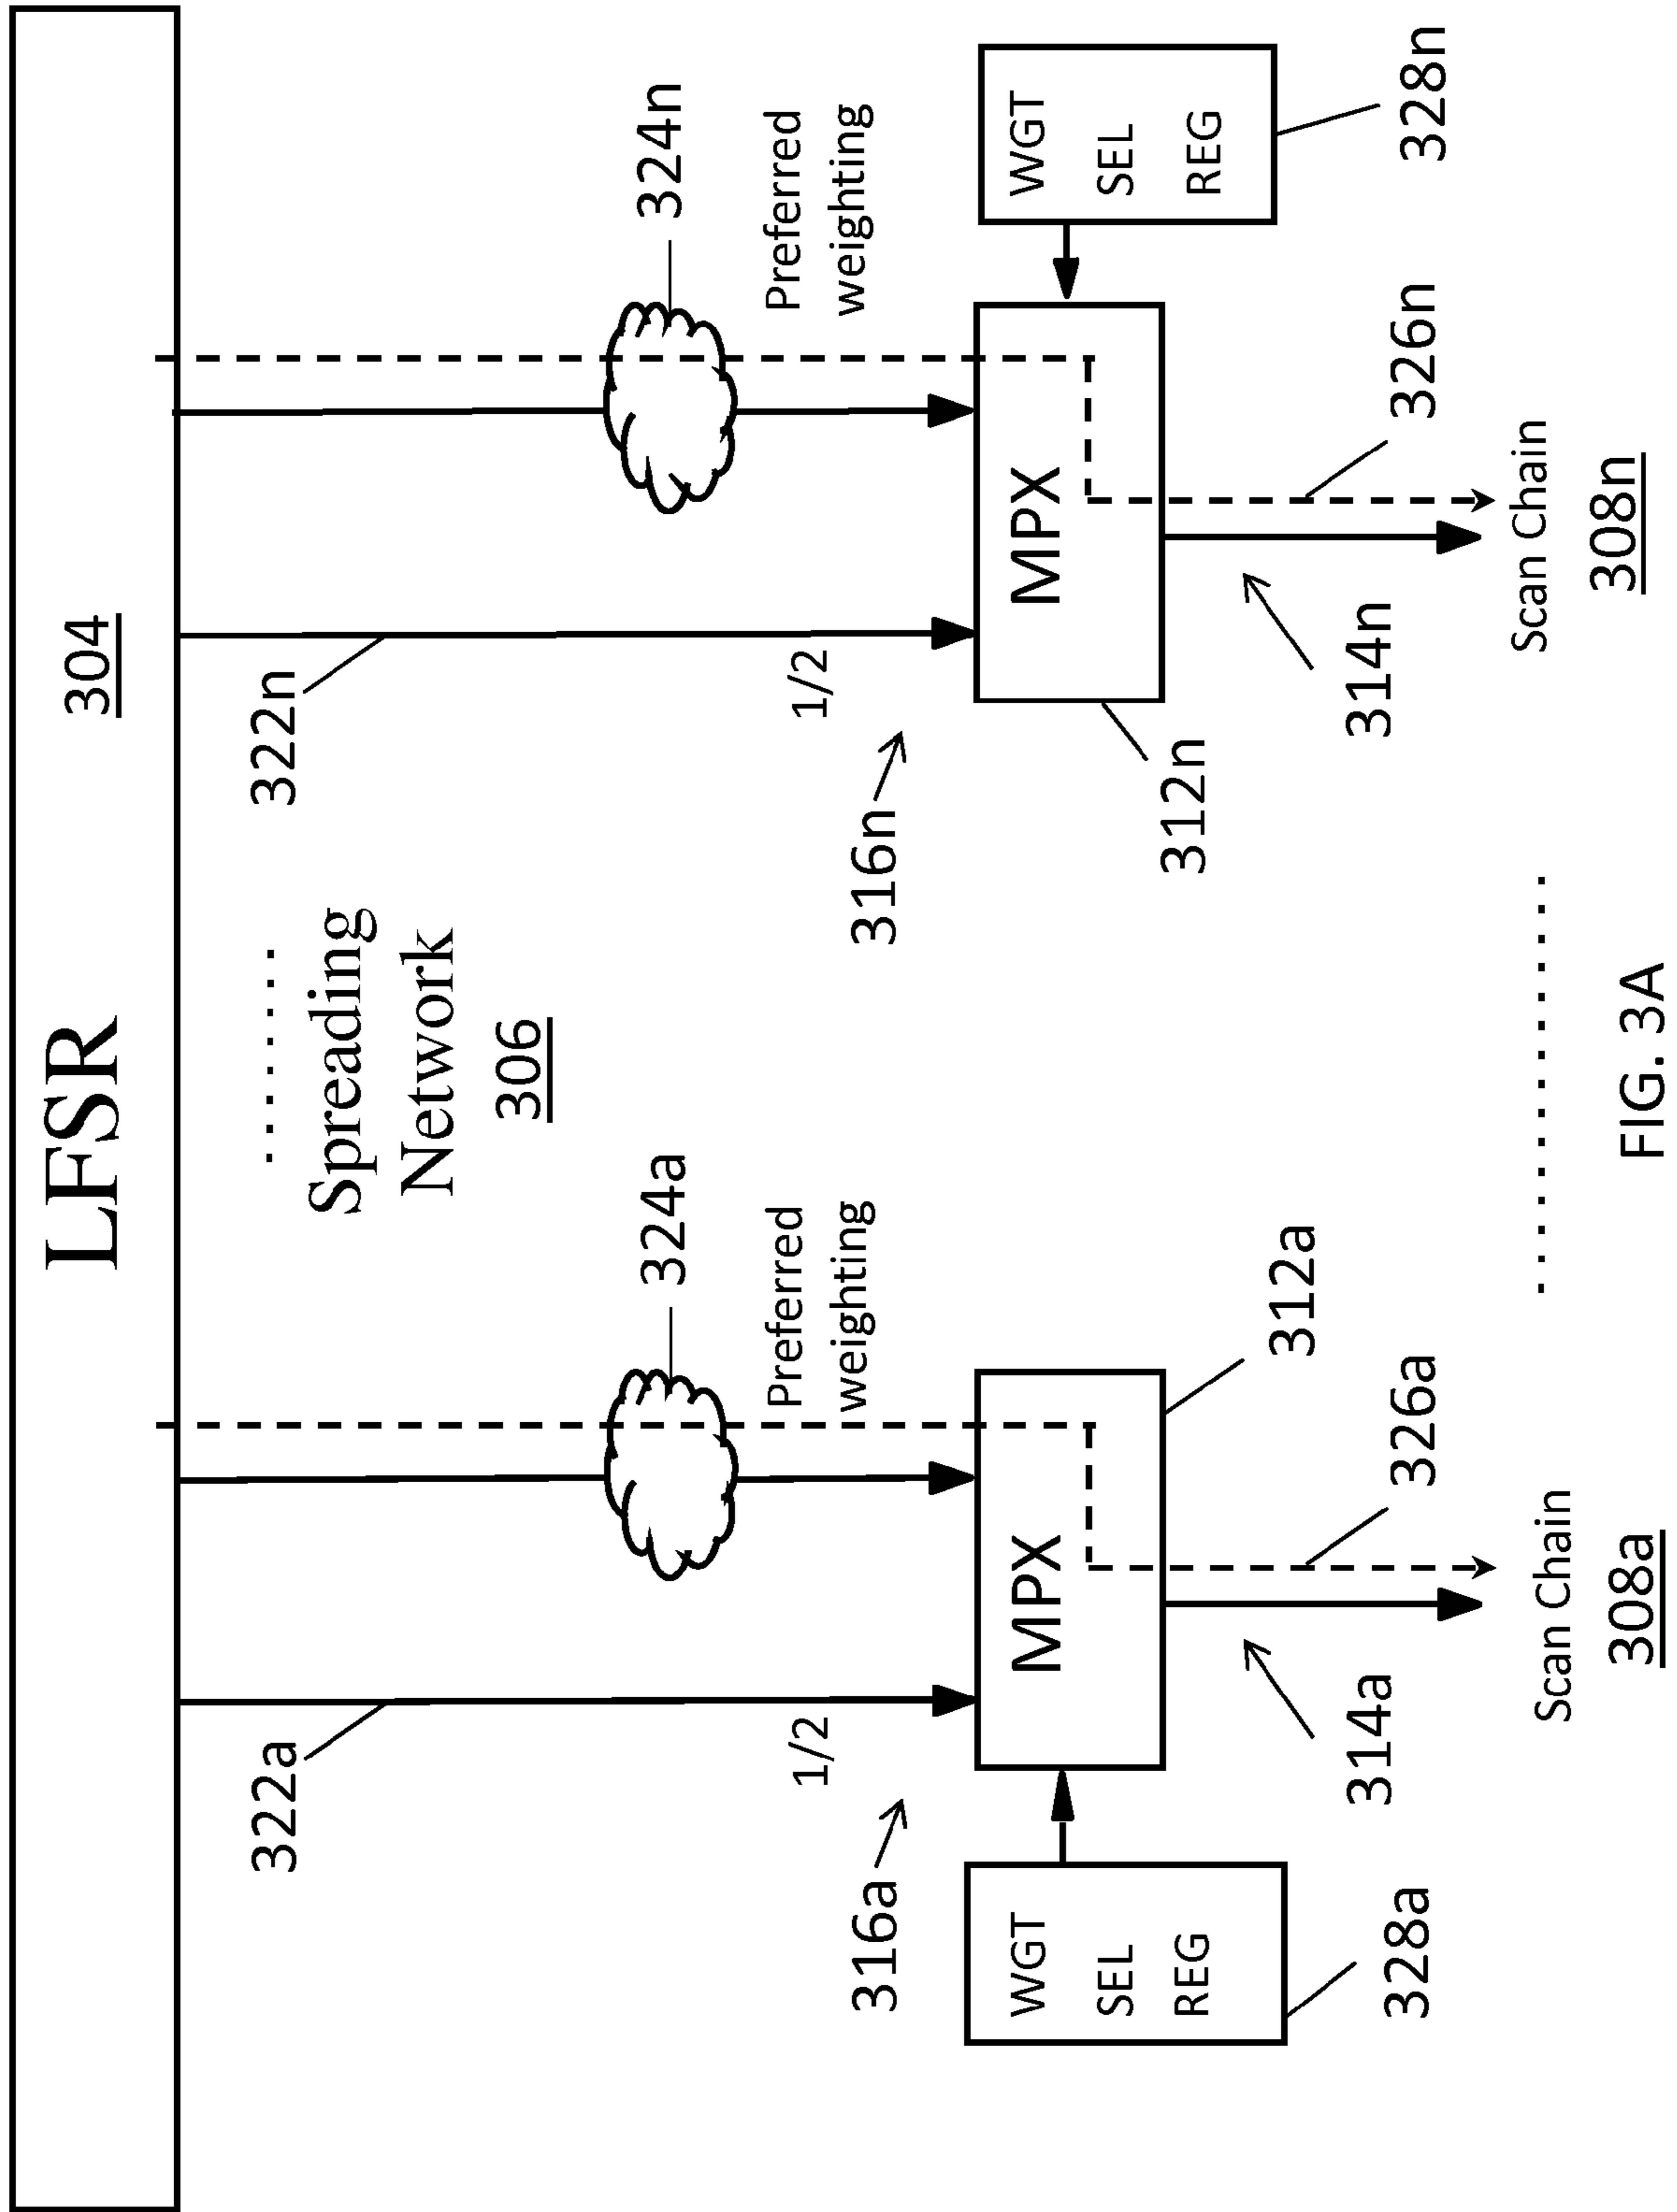 LFSR
304
322a
322n
Spreading
Network
306
324a
324n
Preferred
weighting
Preferred
weighting
1/2
1/2
316a
316n
WGT
SEL
REG
MPX
MPX
WGT
SEL
REG
328a
312a
312n
328n
314a
326a
314n
326n
Scan Chain
308a
Scan Chain
308n
FIG. 3A